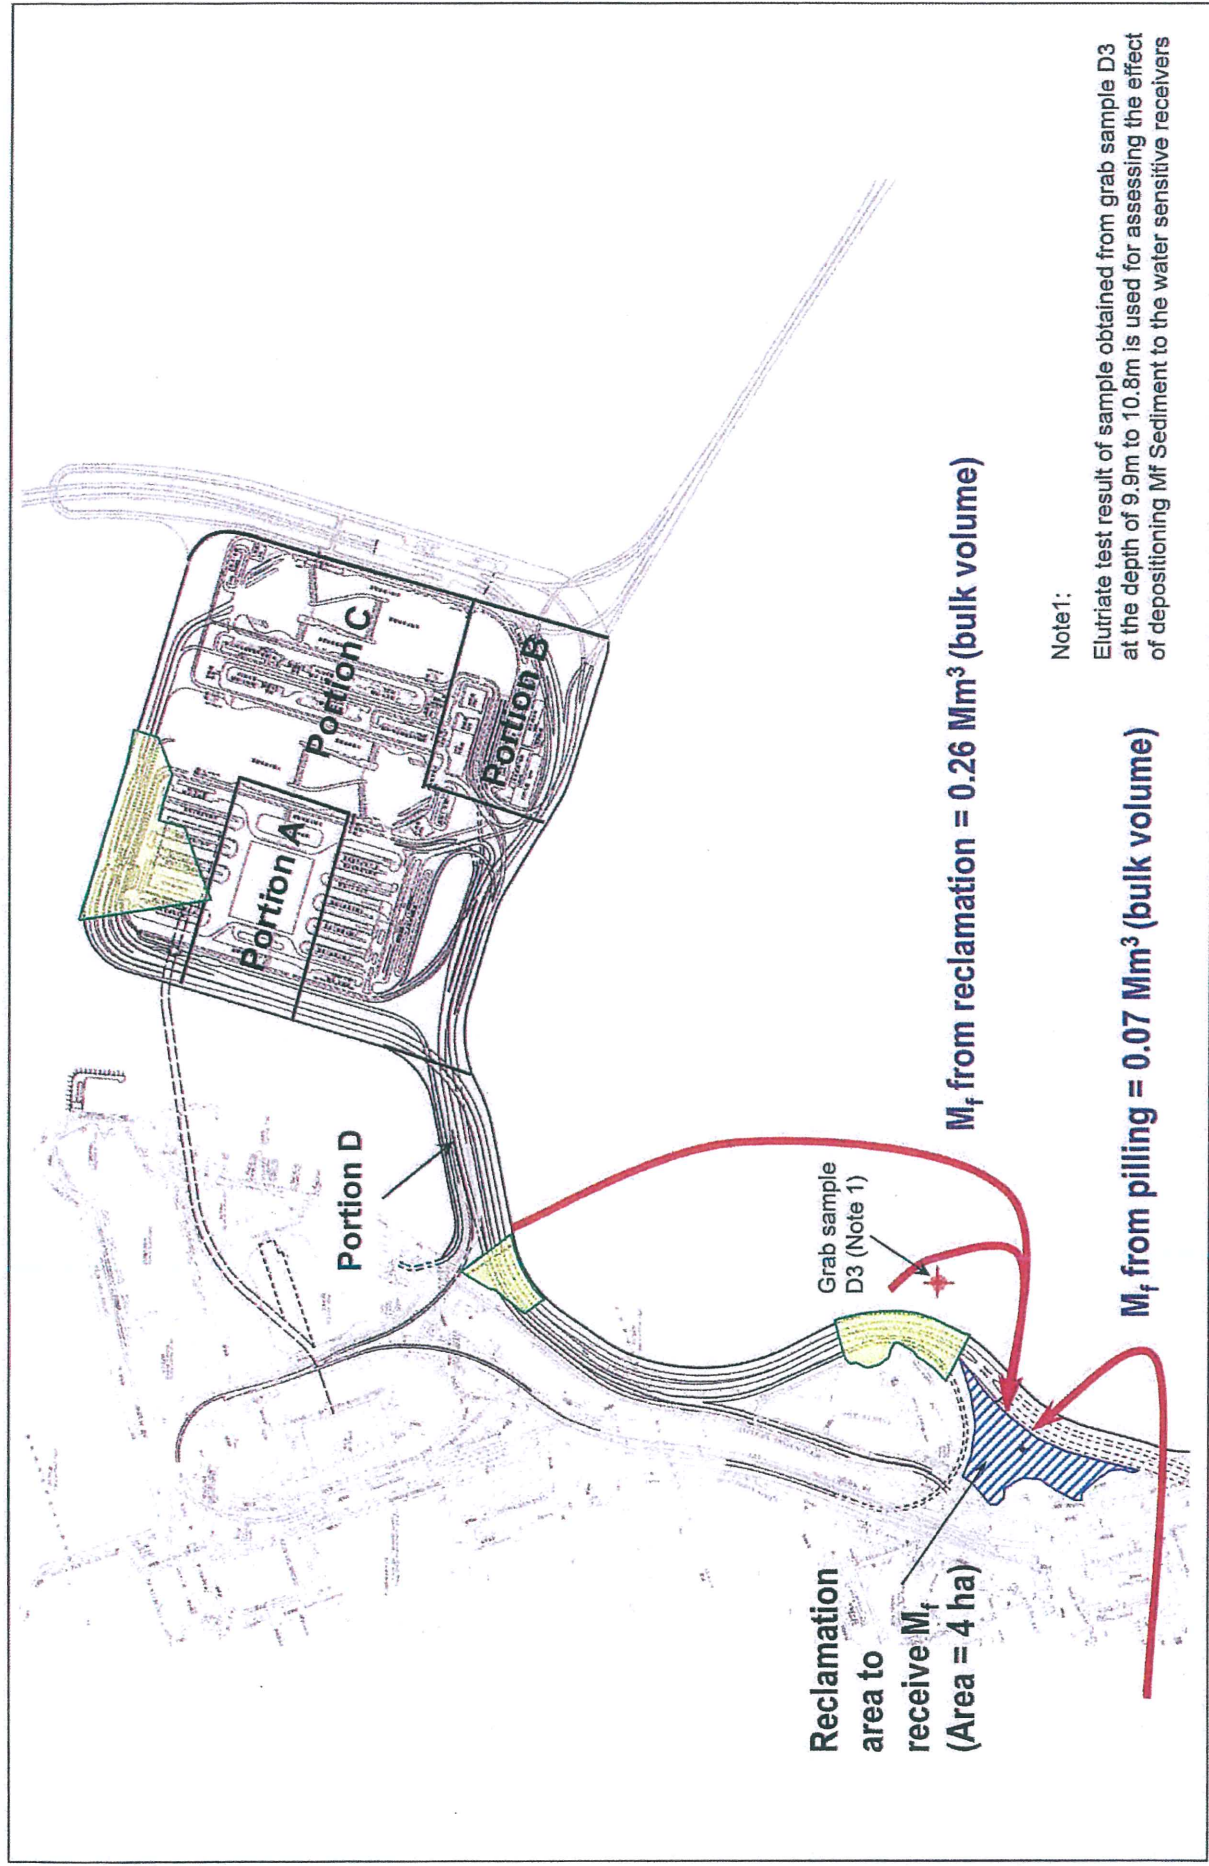 Portion A
Portion C
Portion B
Portion D
Grab sample
D3 (Note 1)
Reclamation
area to
receive Mf
(Area = 4 ha)
Mf from reclamation = 0.26 Mm³ (bulk volume)
Mf from pilling = 0.07 Mm³ (bulk volume)
Note1:
Elutriate test result of sample obtained from grab sample D3
at the depth of 9.9m to 10.8m is used for assessing the effect
of depositioning Mf Sediment to the water sensitive receivers